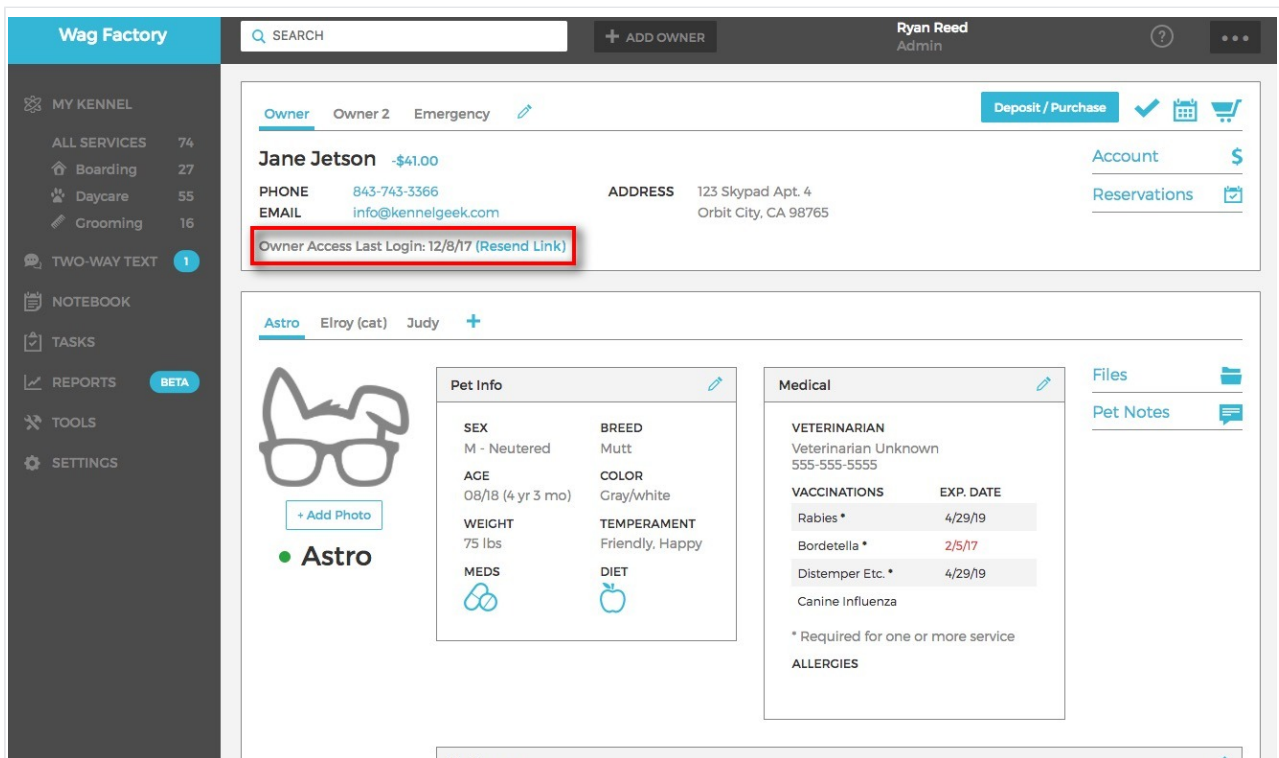 Wag Factory
SEARCH
+ ADD OWNER
Ryan Reed
Admin
?
MY KENNEL
ALL SERVICES 74
Boarding 27
Daycare 55
Grooming 16
TWO-WAY TEXT 1
NOTEBOOK
TASKS
REPORTS BETA
TOOLS
SETTINGS
Owner Owner 2 Emergency
Deposit / Purchase
Jane Jetson -$41.00
PHONE 843-743-3366
EMAIL info@kennelgeek.com
ADDRESS 123 Skypad Apt. 4
Orbit City, CA 98765
Owner Access Last Login: 12/8/17 (Resend Link)
Account $
Reservations
Astro Elroy (cat) Judy +
+ Add Photo
Astro
Pet Info
SEX BREED
M - Neutered Mutt
AGE COLOR
08/18 (4 yr 3 mo) Gray/white
WEIGHT TEMPERAMENT
75 lbs Friendly, Happy
MEDS DIET
Medical
VETERINARIAN
Veterinarian Unknown
555-555-5555
VACCINATIONS EXP. DATE
Rabies * 4/29/19
Bordetella * 2/5/17
Distemper Etc. * 4/29/19
Canine Influenza
* Required for one or more service
ALLERGIES
Files
Pet Notes